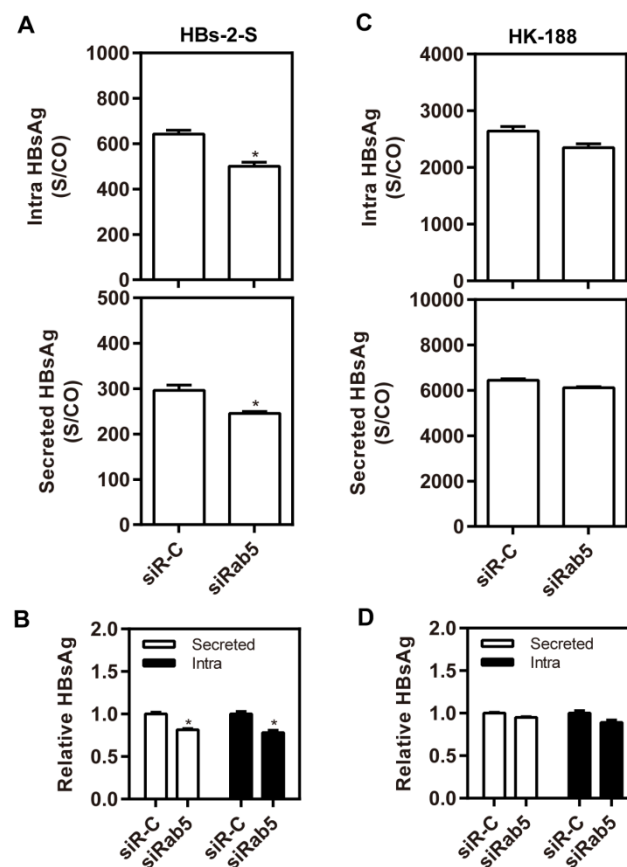 A
HBs-2-S
Intra HBsAg
(S/CO)
1000
800
600
400
200
0
*
Secreted HBsAg
(S/CO)
500
400
300
200
100
0
*
siR-C
siRab5
C
HK-188
Intra HBsAg
(S/CO)
4000
3000
2000
1000
0
Secreted HBsAg
(S/CO)
10000
8000
6000
4000
2000
0
siR-C
siRab5
B
Relative HBsAg
2.0
1.5
1.0
0.5
0.0
Secreted
Intra
*
*
siR-C
siRab5
siR-C
siRab5
D
Relative HBsAg
2.0
1.5
1.0
0.5
0.0
Secreted
Intra
siR-C
siRab5
siR-C
siRab5